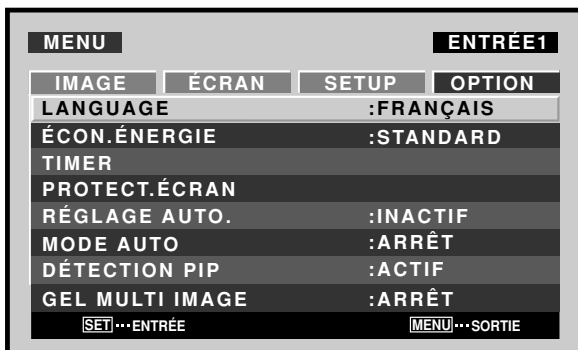 MENU ENTRÉE1
IMAGE ÉCRAN SETUP OPTION
LANGUAGE :FRANÇAIS
ÉCON.ÉNERGIE :STANDARD
TIMER
PROTECT.ÉCRAN
RÉGLAGE AUTO. :INACTIF
MODE AUTO :ARRÊT
DÉTECTION PIP :ACTIF
GEL MULTI IMAGE :ARRÊT
SET···ENTRÉE MENU···SORTIE